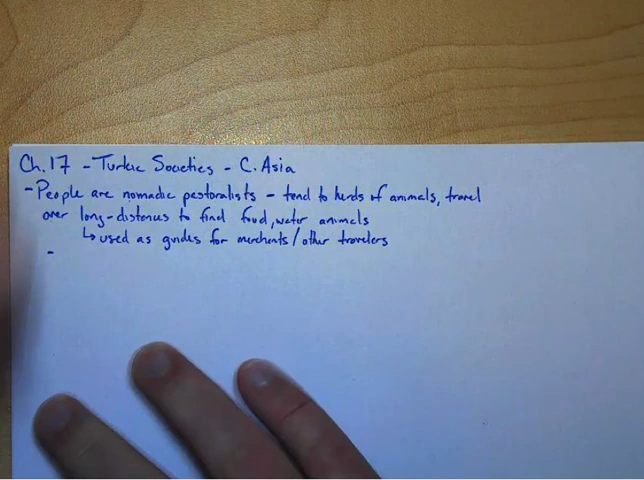 Ch. 17 - Turkic Societies - C. Asia
- People are nomadic pastoralists - tend to herds of animals, travel
over long-distances to find food, water animals
↳ used as guides for merchants/other travelers
-